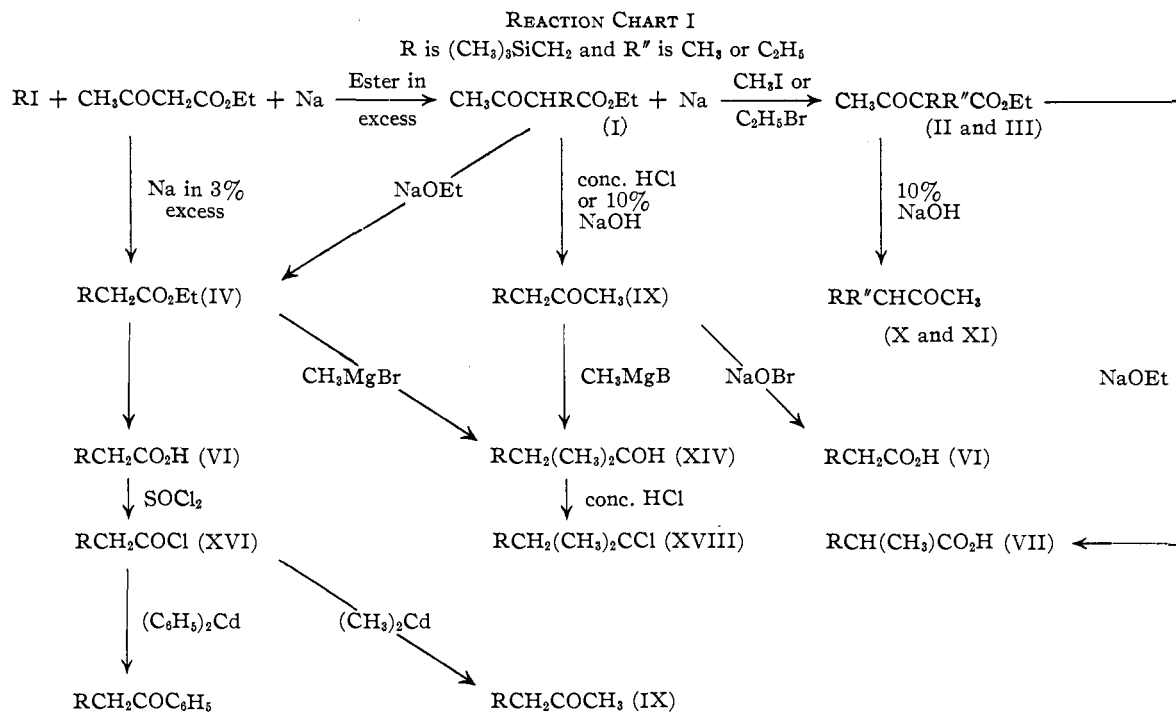 REACTION CHART I
R is (CH₃)₃SiCH₂ and R″ is CH₃ or C₂H₅
RI + CH₃COCH₂CO₂Et + Na
Ester in
excess
CH₃COCHRCO₂Et + Na
(I)
CH₃I or
C₂H₅Br
CH₃COCRR″CO₂Et
(II and III)
Na in 3%
excess
NaOEt
conc. HCl
or 10%
NaOH
10%
NaOH
RCH₂CO₂Et(IV)
RCH₂COCH₃(IX)
RR″CHCOCH₃
(X and XI)
CH₃MgBr
CH₃MgB
NaOBr
NaOEt
RCH₂CO₂H (VI)
RCH₂(CH₃)₂COH (XIV)
RCH₂CO₂H (VI)
SOCl₂
conc. HCl
RCH₂COCl (XVI)
RCH₂(CH₃)₂CCl (XVIII)
RCH(CH₃)CO₂H (VII)
(C₆H₅)₂Cd
(CH₃)₂Cd
RCH₂COC₆H₅
RCH₂COCH₃ (IX)